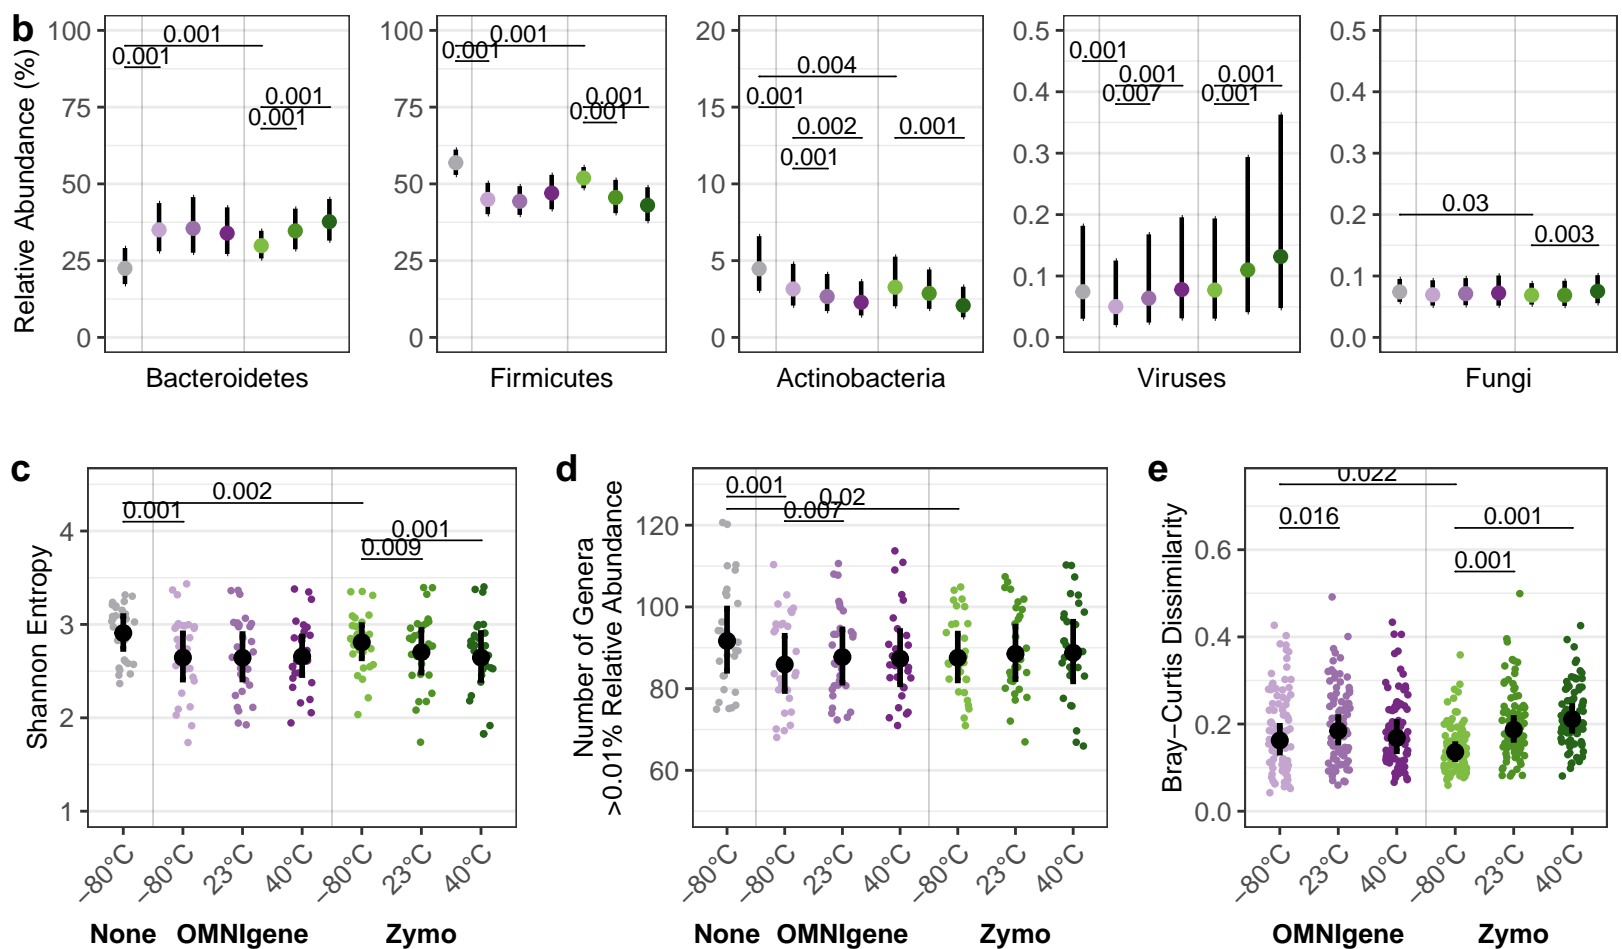 b
Relative Abundance (%)
100
75
50
25
0
0.001
0.001
0.001
0.001
Bacteroidetes
100
75
50
25
0
0.001
0.001
0.001
0.001
Firmicutes
20
15
10
5
0
0.004
0.001
0.002
0.001
0.001
Actinobacteria
0.5
0.4
0.3
0.2
0.1
0.0
0.001
0.001
0.007
0.001
0.001
Viruses
0.5
0.4
0.3
0.2
0.1
0.0
0.03
0.003
Fungi
c
Shannon Entropy
4
3
2
1
0.002
0.001
0.001
0.009
−80°C
−80°C
23°C
40°C
−80°C
23°C
40°C
None OMNIgene Zymo
d
Number of Genera
>0.01% Relative Abundance
120
100
80
60
0.001
0.02
0.007
−80°C
−80°C
23°C
40°C
−80°C
23°C
40°C
None OMNIgene Zymo
e
Bray−Curtis Dissimilarity
0.6
0.4
0.2
0.0
0.022
0.016
0.001
0.001
−80°C
23°C
40°C
−80°C
23°C
40°C
OMNIgene Zymo